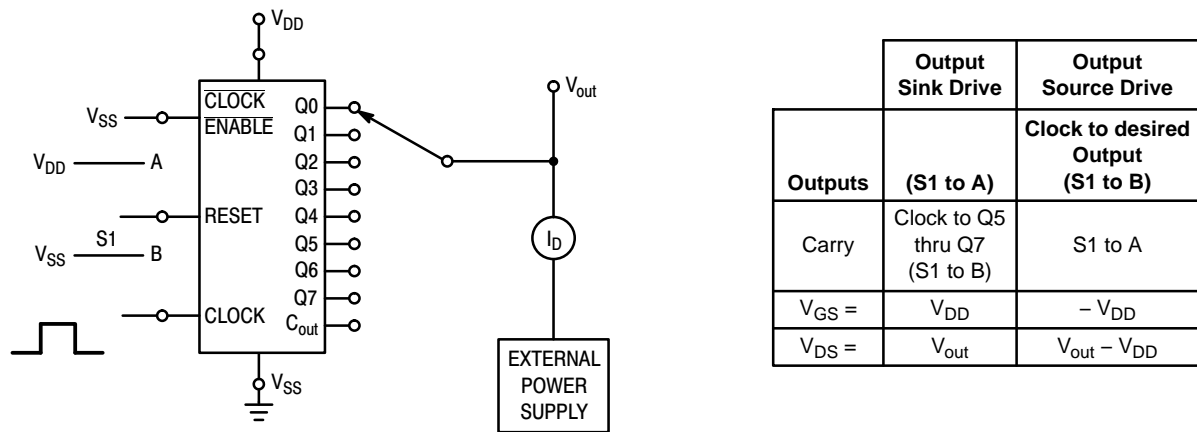 V_DD
V_SS
CLOCK
ENABLE
V_DD A
RESET
S1
V_SS B
CLOCK
Q0
Q1
Q2
Q3
Q4
Q5
Q6
Q7
C_out
V_SS
V_out
I_D
EXTERNAL
POWER
SUPPLY
Output
Sink Drive
Output
Source Drive
Outputs
(S1 to A)
Clock to desired
Output
(S1 to B)
Carry
Clock to Q5
thru Q7
(S1 to B)
S1 to A
V_GS = V_DD – V_DD
V_DS = V_out V_out – V_DD